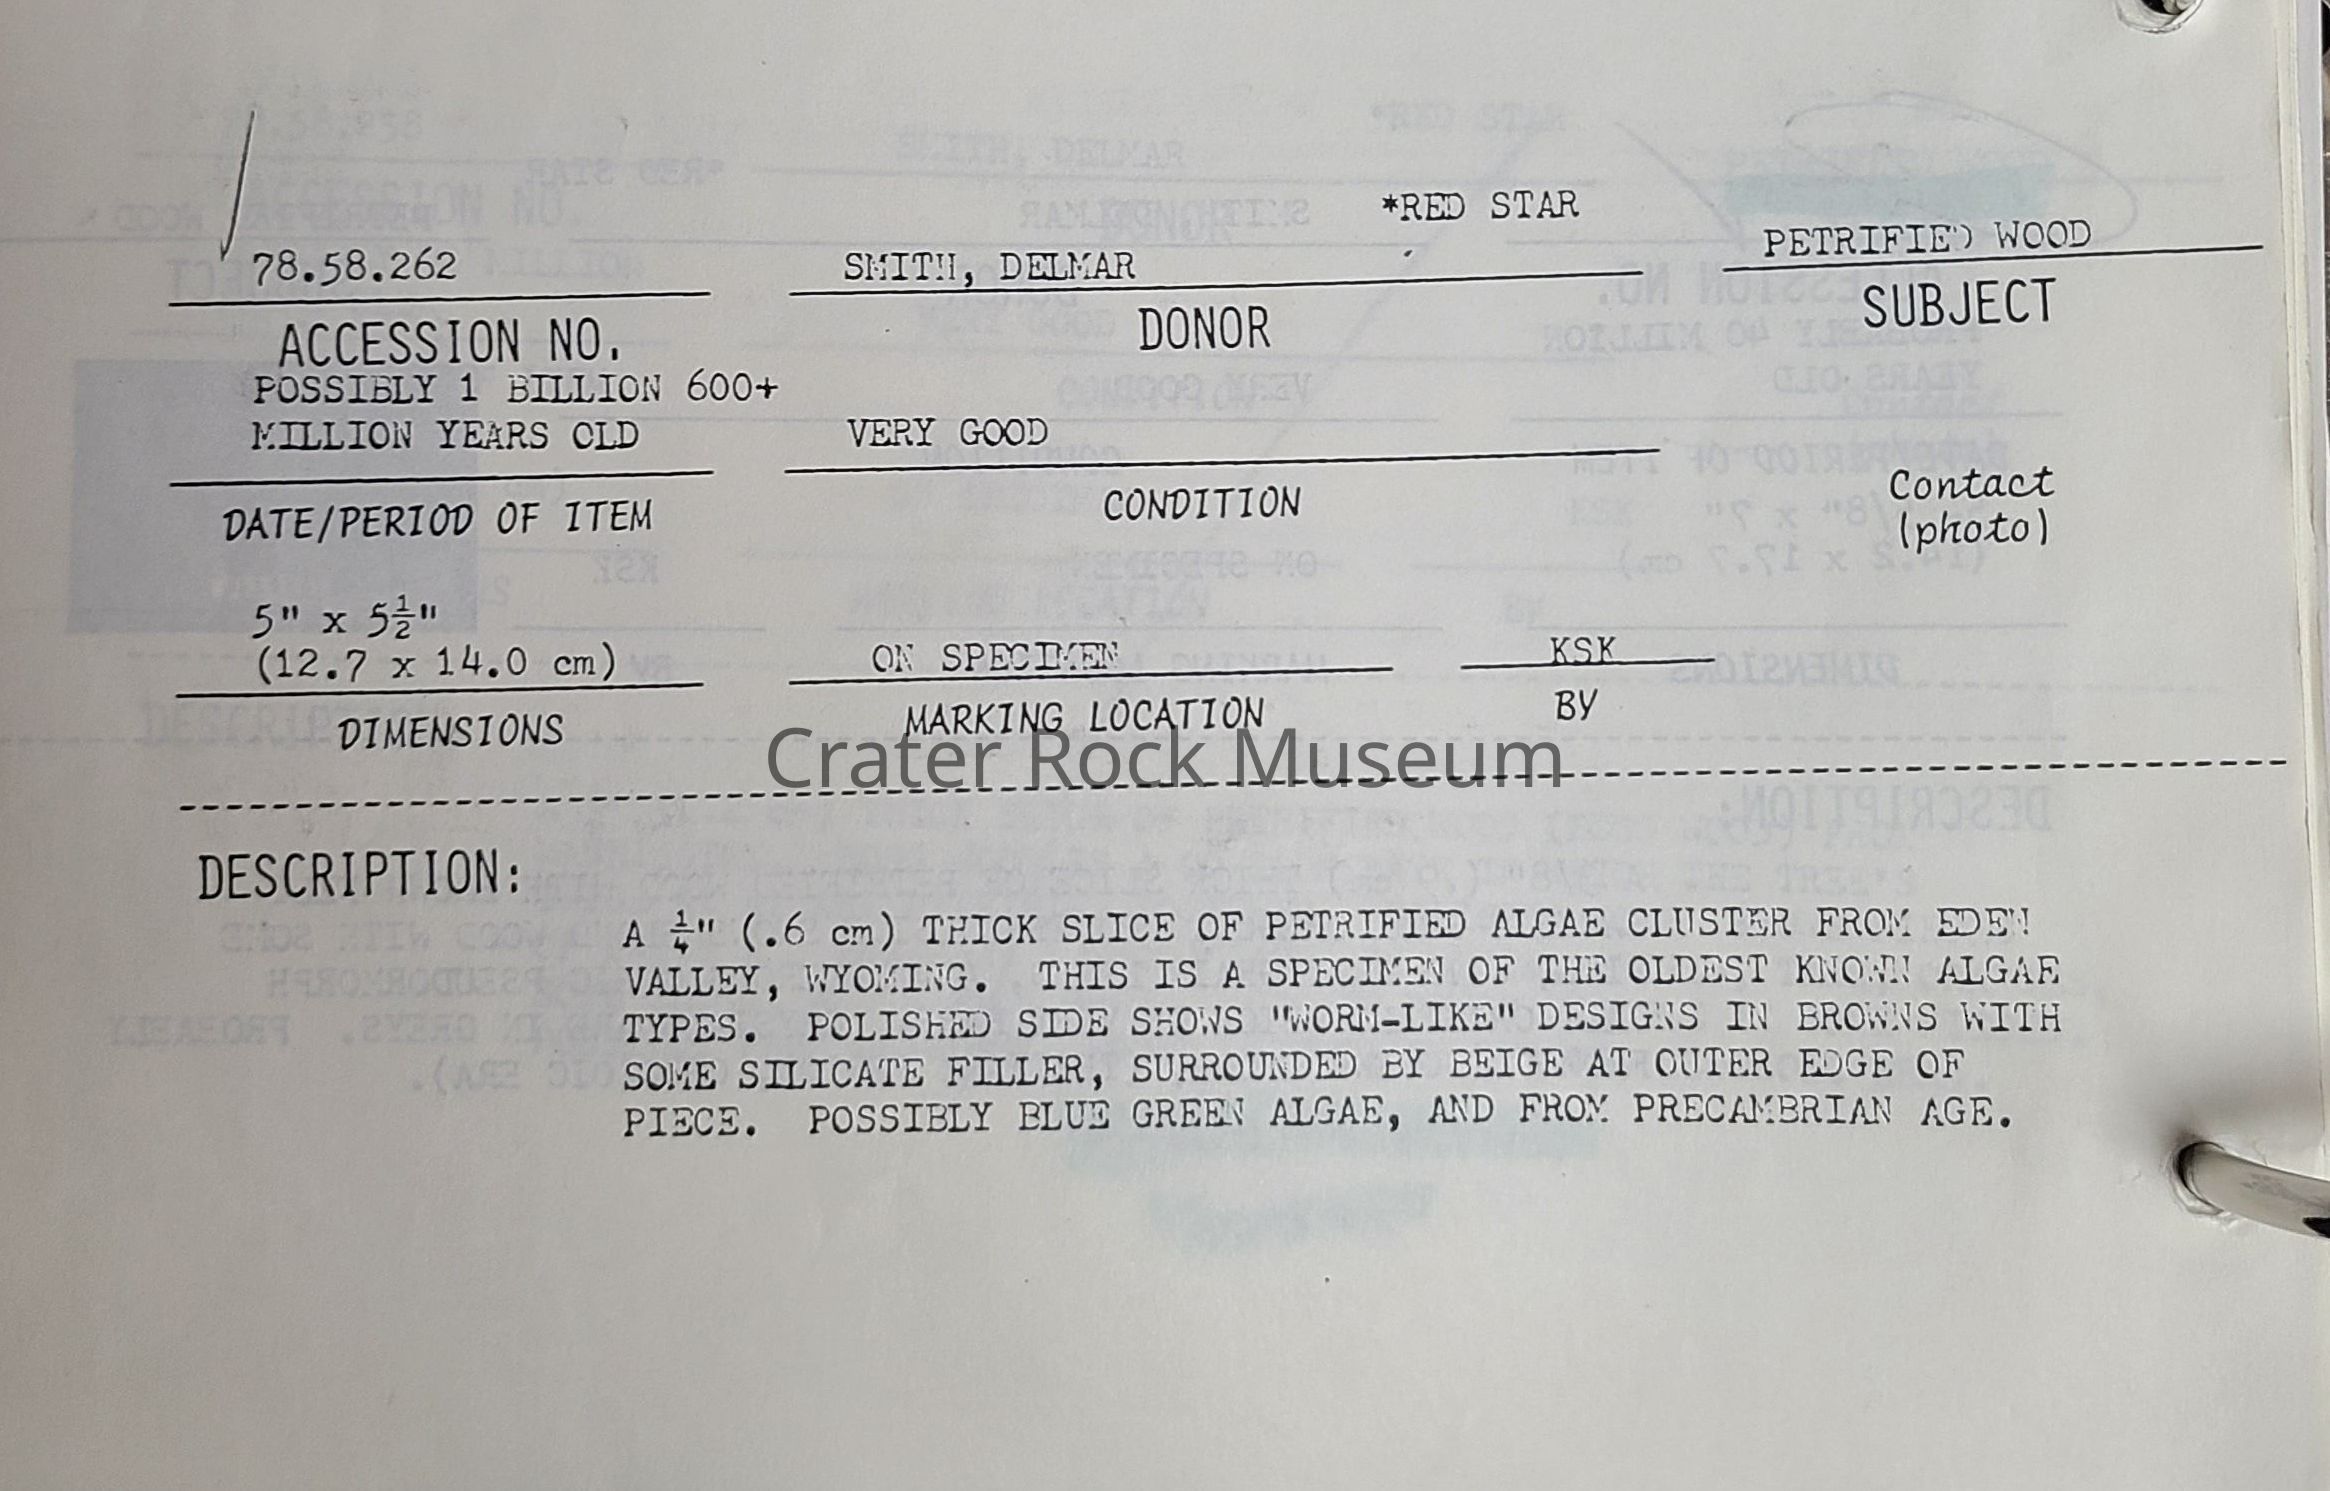 *RED STAR
78.58.262 SMITH, DELMAR PETRIFIED WOOD
ACCESSION NO. DONOR SUBJECT
POSSIBLY 1 BILLION 600+
MILLION YEARS OLD VERY GOOD
DATE/PERIOD OF ITEM CONDITION Contact
(photo)
5" x 5½"
(12.7 x 14.0 cm) ON SPECIMEN KSK
DIMENSIONS MARKING LOCATION BY
Crater Rock Museum
DESCRIPTION:
A ¼" (.6 cm) THICK SLICE OF PETRIFIED ALGAE CLUSTER FROM EDEN
VALLEY, WYOMING. THIS IS A SPECIMEN OF THE OLDEST KNOWN ALGAE
TYPES. POLISHED SIDE SHOWS "WORM-LIKE" DESIGNS IN BROWNS WITH
SOME SILICATE FILLER, SURROUNDED BY BEIGE AT OUTER EDGE OF
PIECE. POSSIBLY BLUE GREEN ALGAE, AND FROM PRECAMBRIAN AGE.